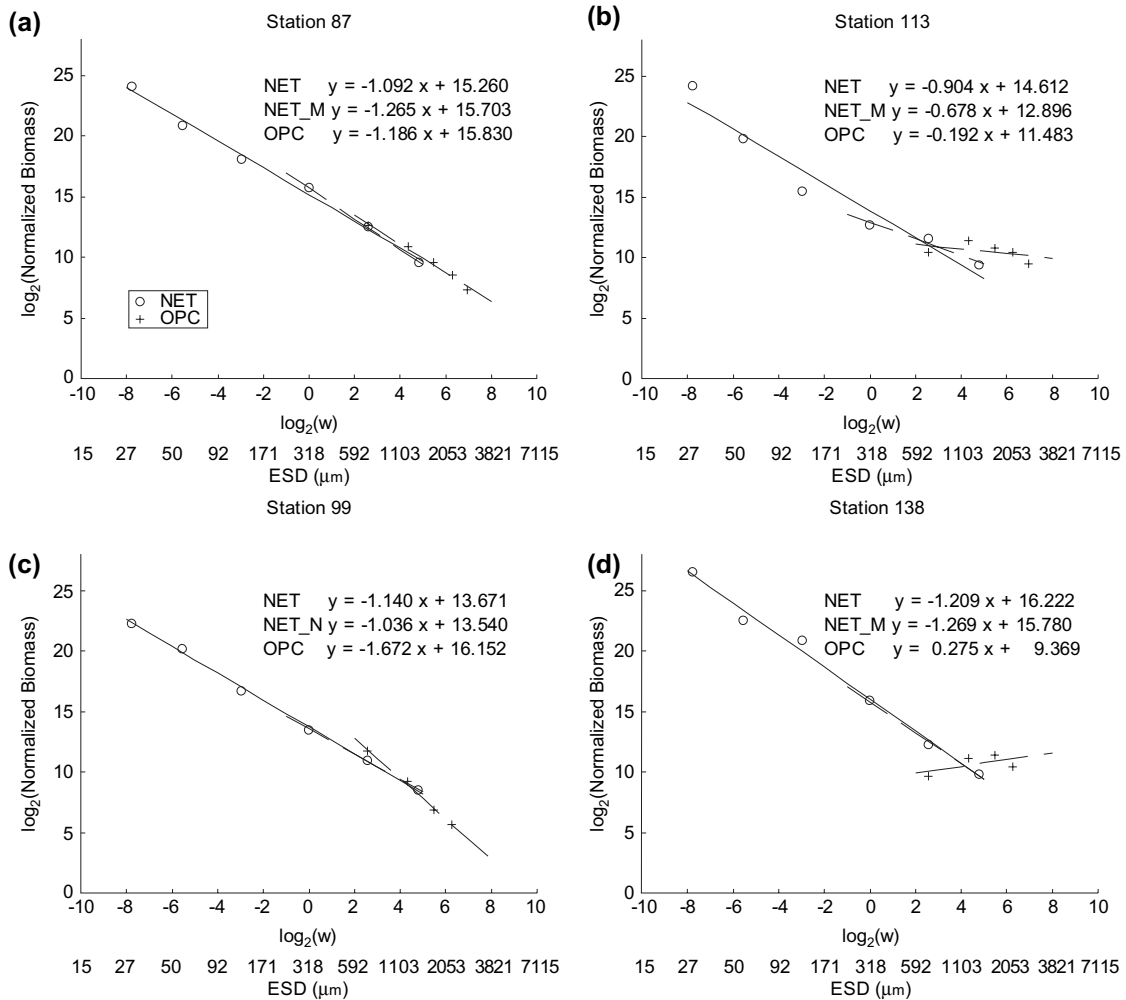 (a)
Station 87
NET y = -1.092 x + 15.260
NET_M y = -1.265 x + 15.703
OPC y = -1.186 x + 15.830
log2(Normalized Biomass)
25
20
15
10
5
0
NET
OPC
-10 -8 -6 -4 -2 0 2 4 6 8 10
log2(w)
15 27 50 92 171 318 592 1103 2053 3821 7115
ESD (μm)
(b)
Station 113
NET y = -0.904 x + 14.612
NET_M y = -0.678 x + 12.896
OPC y = -0.192 x + 11.483
log2(Normalized Biomass)
25
20
15
10
5
0
-10 -8 -6 -4 -2 0 2 4 6 8 10
log2(w)
15 27 50 92 171 318 592 1103 2053 3821 7115
ESD (μm)
(c)
Station 99
NET y = -1.140 x + 13.671
NET_N y = -1.036 x + 13.540
OPC y = -1.672 x + 16.152
log2(Normalized Biomass)
25
20
15
10
5
0
-10 -8 -6 -4 -2 0 2 4 6 8 10
log2(w)
15 27 50 92 171 318 592 1103 2053 3821 7115
ESD (μm)
(d)
Station 138
NET y = -1.209 x + 16.222
NET_M y = -1.269 x + 15.780
OPC y = 0.275 x + 9.369
log2(Normalized Biomass)
25
20
15
10
5
0
-10 -8 -6 -4 -2 0 2 4 6 8 10
log2(w)
15 27 50 92 171 318 592 1103 2053 3821 7115
ESD (μm)